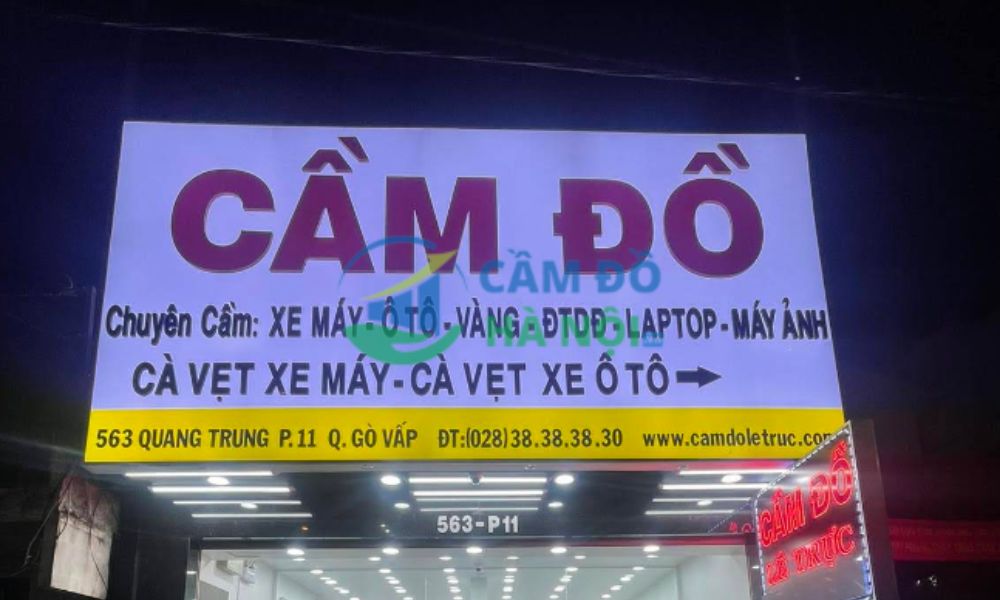 CẦM ĐỒ
CẦM ĐỒ
HÀ NỘI
Chuyên Cầm: XE MÁY - Ô TÔ - VÀNG - ĐTDĐ - LAPTOP - MÁY ẢNH
CÀ VẸT XE MÁY - CÀ VẸT XE Ô TÔ →
563 QUANG TRUNG P.11 Q. GÒ VẤP ĐT:(028)38.38.38.30 www.camdoletruc.com
563-P11
CẦM ĐỒ
LÊ TRỰC